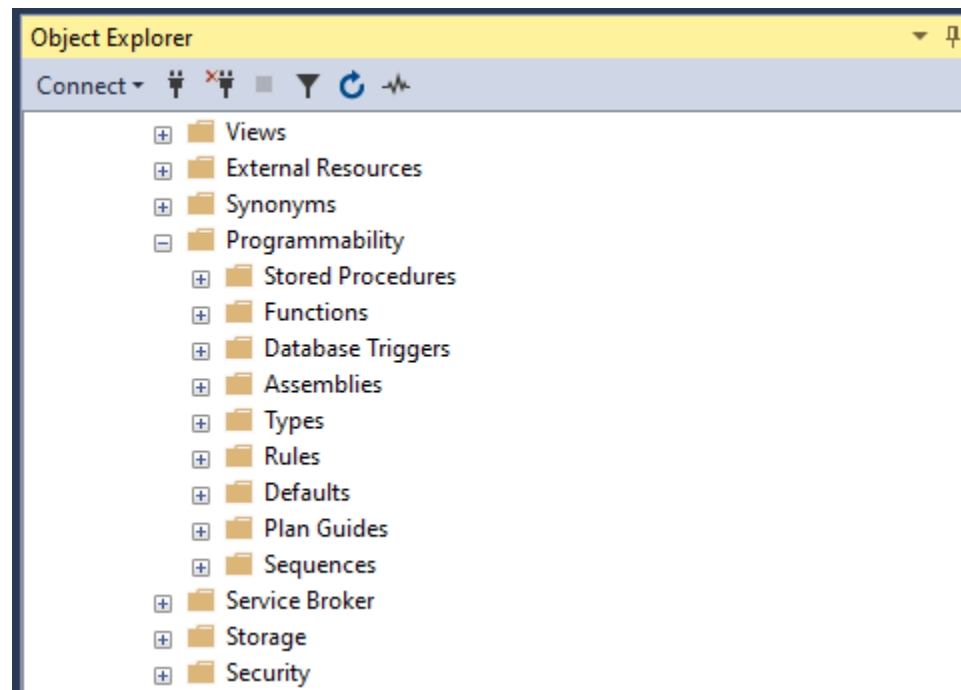 Object Explorer
Connect
Views
External Resources
Synonyms
Programmability
Stored Procedures
Functions
Database Triggers
Assemblies
Types
Rules
Defaults
Plan Guides
Sequences
Service Broker
Storage
Security